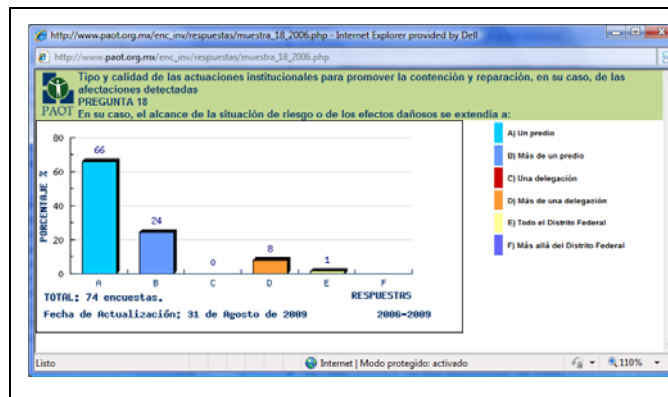 http://www.paot.org.mx/enc_inv/respuestas/muestra_18_2006.php - Internet Explorer provided by Dell
http://www.paot.org.mx/enc_inv/respuestas/muestra_18_2006.php
Tipo y calidad de las actuaciones institucionales para promover la contención y reparación, en su caso, de las
afectaciones detectadas
PREGUNTA 18
PAOT
En su caso, el alcance de la situación de riesgo o de los efectos dañosos se extendía a:
PORCENTAJE %
80
60
40
20
0
66
24
0
8
1
A B C D E F
TOTAL: 74 encuestas. RESPUESTAS
Fecha de Actualización: 31 de Agosto de 2009 2006-2009
A) Un predio
B) Más de un predio
C) Una delegación
D) Más de una delegación
E) Todo el Distrito Federal
F) Más allá del Distrito Federal
Listo Internet | Modo protegido: activado 110%